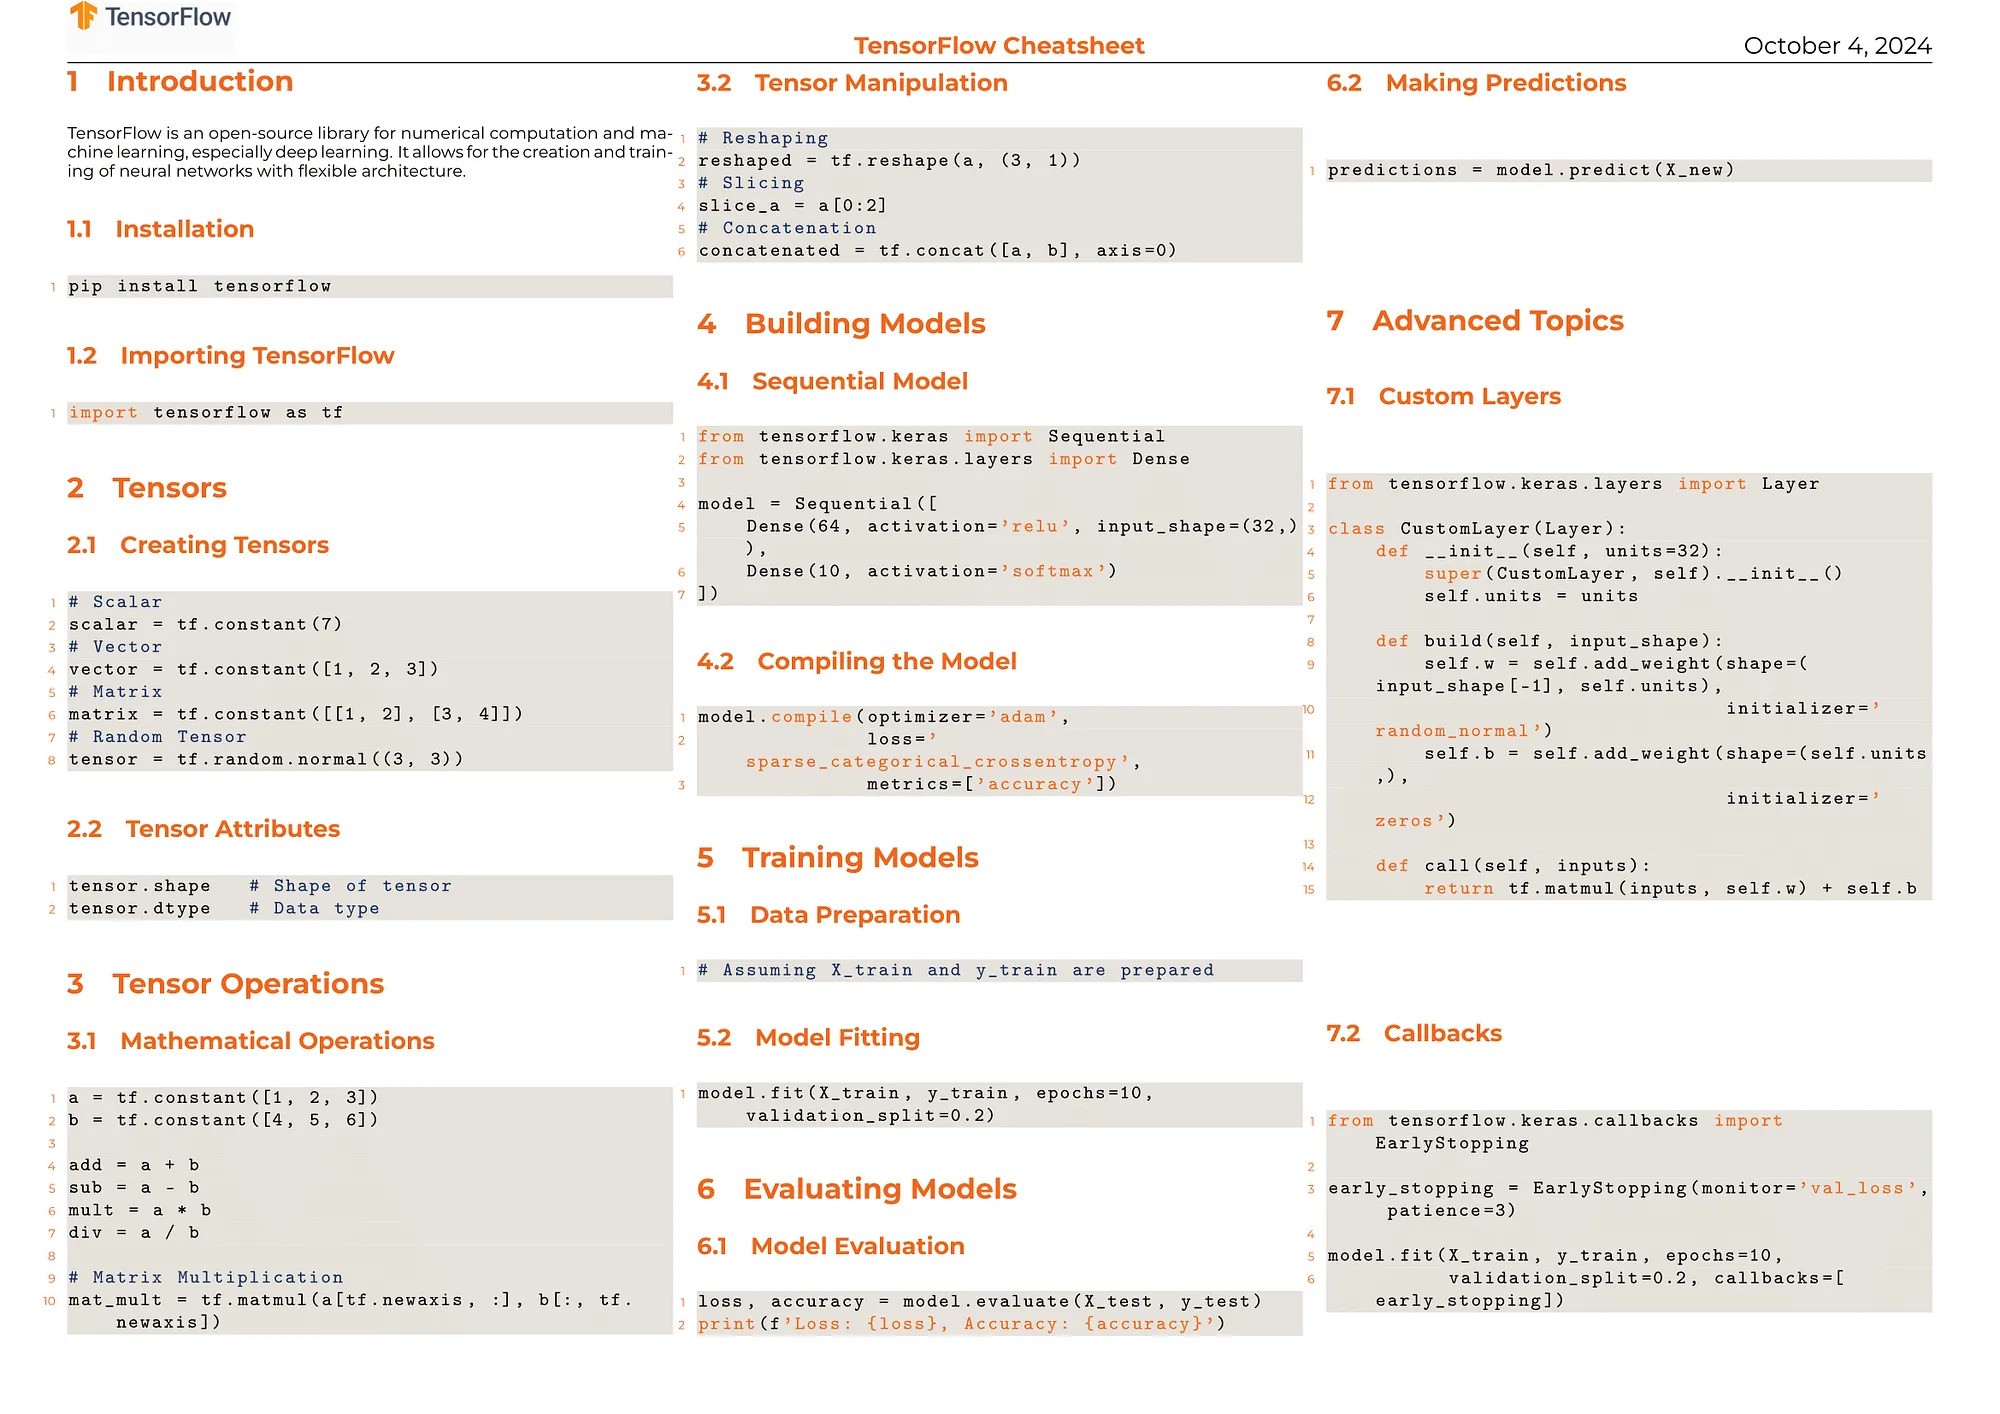 TensorFlow
TensorFlow Cheatsheet
October 4, 2024
1 Introduction
TensorFlow is an open-source library for numerical computation and ma-
chine learning, especially deep learning. It allows for the creation and train-
ing of neural networks with flexible architecture.
1.1 Installation
1 pip install tensorflow
1.2 Importing TensorFlow
1 import tensorflow as tf
2 Tensors
2.1 Creating Tensors
1 # Scalar
2 scalar = tf.constant(7)
3 # Vector
4 vector = tf.constant([1, 2, 3])
5 # Matrix
6 matrix = tf.constant([[1, 2], [3, 4]])
7 # Random Tensor
8 tensor = tf.random.normal((3, 3))
2.2 Tensor Attributes
1 tensor.shape # Shape of tensor
2 tensor.dtype # Data type
3 Tensor Operations
3.1 Mathematical Operations
1 a = tf.constant([1, 2, 3])
2 b = tf.constant([4, 5, 6])
3
4 add = a + b
5 sub = a - b
6 mult = a * b
7 div = a / b
8
9 # Matrix Multiplication
10 mat_mult = tf.matmul(a[tf.newaxis, :], b[:, tf.
newaxis])
3.2 Tensor Manipulation
1 # Reshaping
2 reshaped = tf.reshape(a, (3, 1))
3 # Slicing
4 slice_a = a[0:2]
5 # Concatenation
6 concatenated = tf.concat([a, b], axis=0)
4 Building Models
4.1 Sequential Model
1 from tensorflow.keras import Sequential
2 from tensorflow.keras.layers import Dense
3
4 model = Sequential([
5 Dense(64, activation='relu', input_shape=(32,)
),
6 Dense(10, activation='softmax')
7 ])
4.2 Compiling the Model
1 model.compile(optimizer='adam',
2 loss='
sparse_categorical_crossentropy',
3 metrics=['accuracy'])
5 Training Models
5.1 Data Preparation
1 # Assuming X_train and y_train are prepared
5.2 Model Fitting
1 model.fit(X_train, y_train, epochs=10,
validation_split=0.2)
6 Evaluating Models
6.1 Model Evaluation
1 loss, accuracy = model.evaluate(X_test, y_test)
2 print(f'Loss: {loss}, Accuracy: {accuracy}')
6.2 Making Predictions
1 predictions = model.predict(X_new)
7 Advanced Topics
7.1 Custom Layers
1 from tensorflow.keras.layers import Layer
2
3 class CustomLayer(Layer):
4 def __init__(self, units=32):
5 super(CustomLayer, self).__init__()
6 self.units = units
7
8 def build(self, input_shape):
9 self.w = self.add_weight(shape=(
input_shape[-1], self.units),
10 initializer='
random_normal')
11 self.b = self.add_weight(shape=(self.units
,),
12 initializer='
zeros')
13
14 def call(self, inputs):
15 return tf.matmul(inputs, self.w) + self.b
7.2 Callbacks
1 from tensorflow.keras.callbacks import
EarlyStopping
2
3 early_stopping = EarlyStopping(monitor='val_loss',
patience=3)
4
5 model.fit(X_train, y_train, epochs=10,
6 validation_split=0.2, callbacks=[
early_stopping])